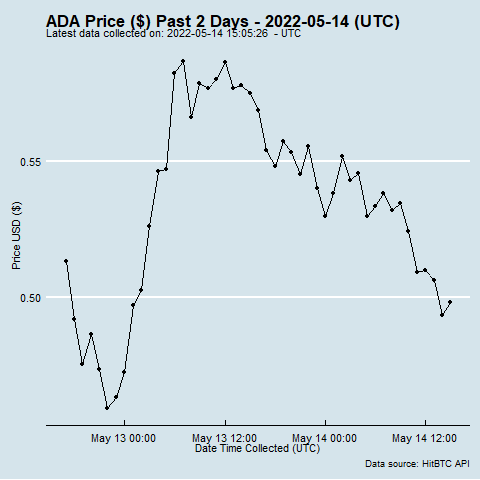 ADA Price ($) Past 2 Days - 2022-05-14 (UTC)
Latest data collected on: 2022-05-14 15:05:26 - UTC
0.55
Price USD ($)
0.50
May 13 00:00 May 13 12:00 May 14 00:00 May 14 12:00
Date Time Collected (UTC)
Data source: HitBTC API